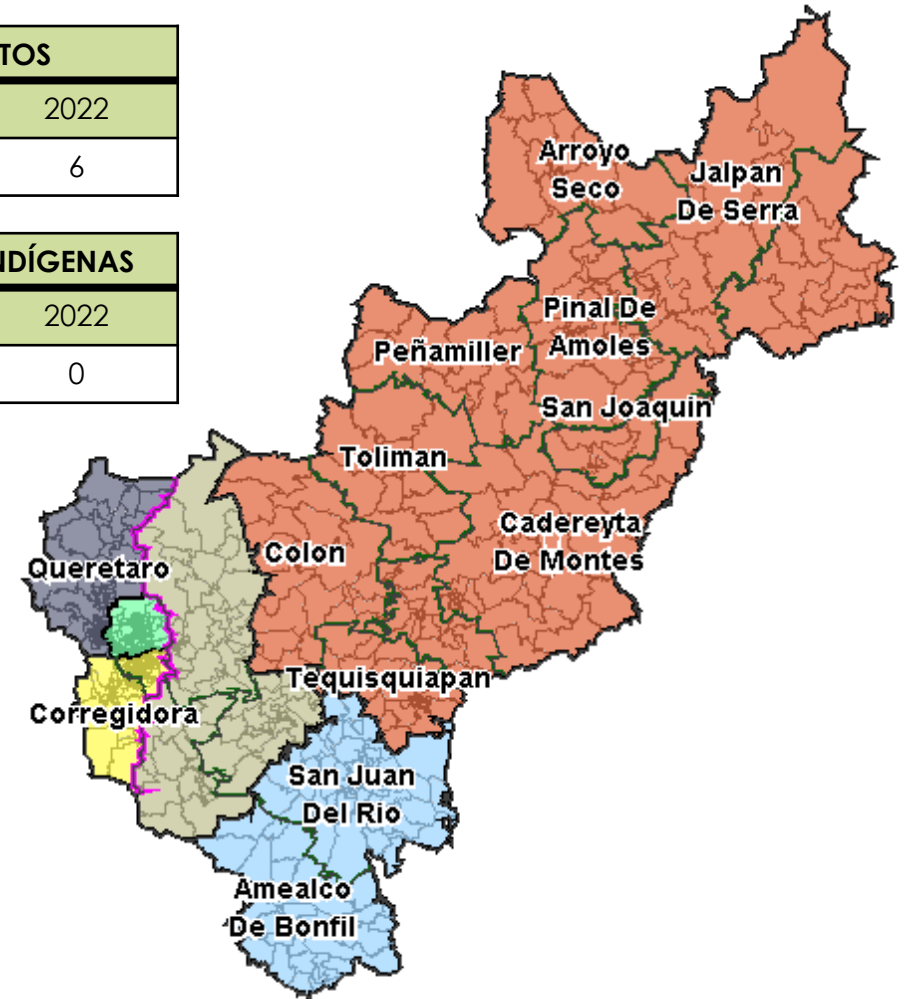 TOS
2022
6
NDÍGENAS
2022
0
Arroyo
Seco
Jalpan
De Serra
Pinal De
Amoles
Peñamiller
San Joaquin
Toliman
Cadereyta
De Montes
Colon
Queretaro
Tequisquiapan
Corregidora
San Juan
Del Rio
Amealco
De Bonfil